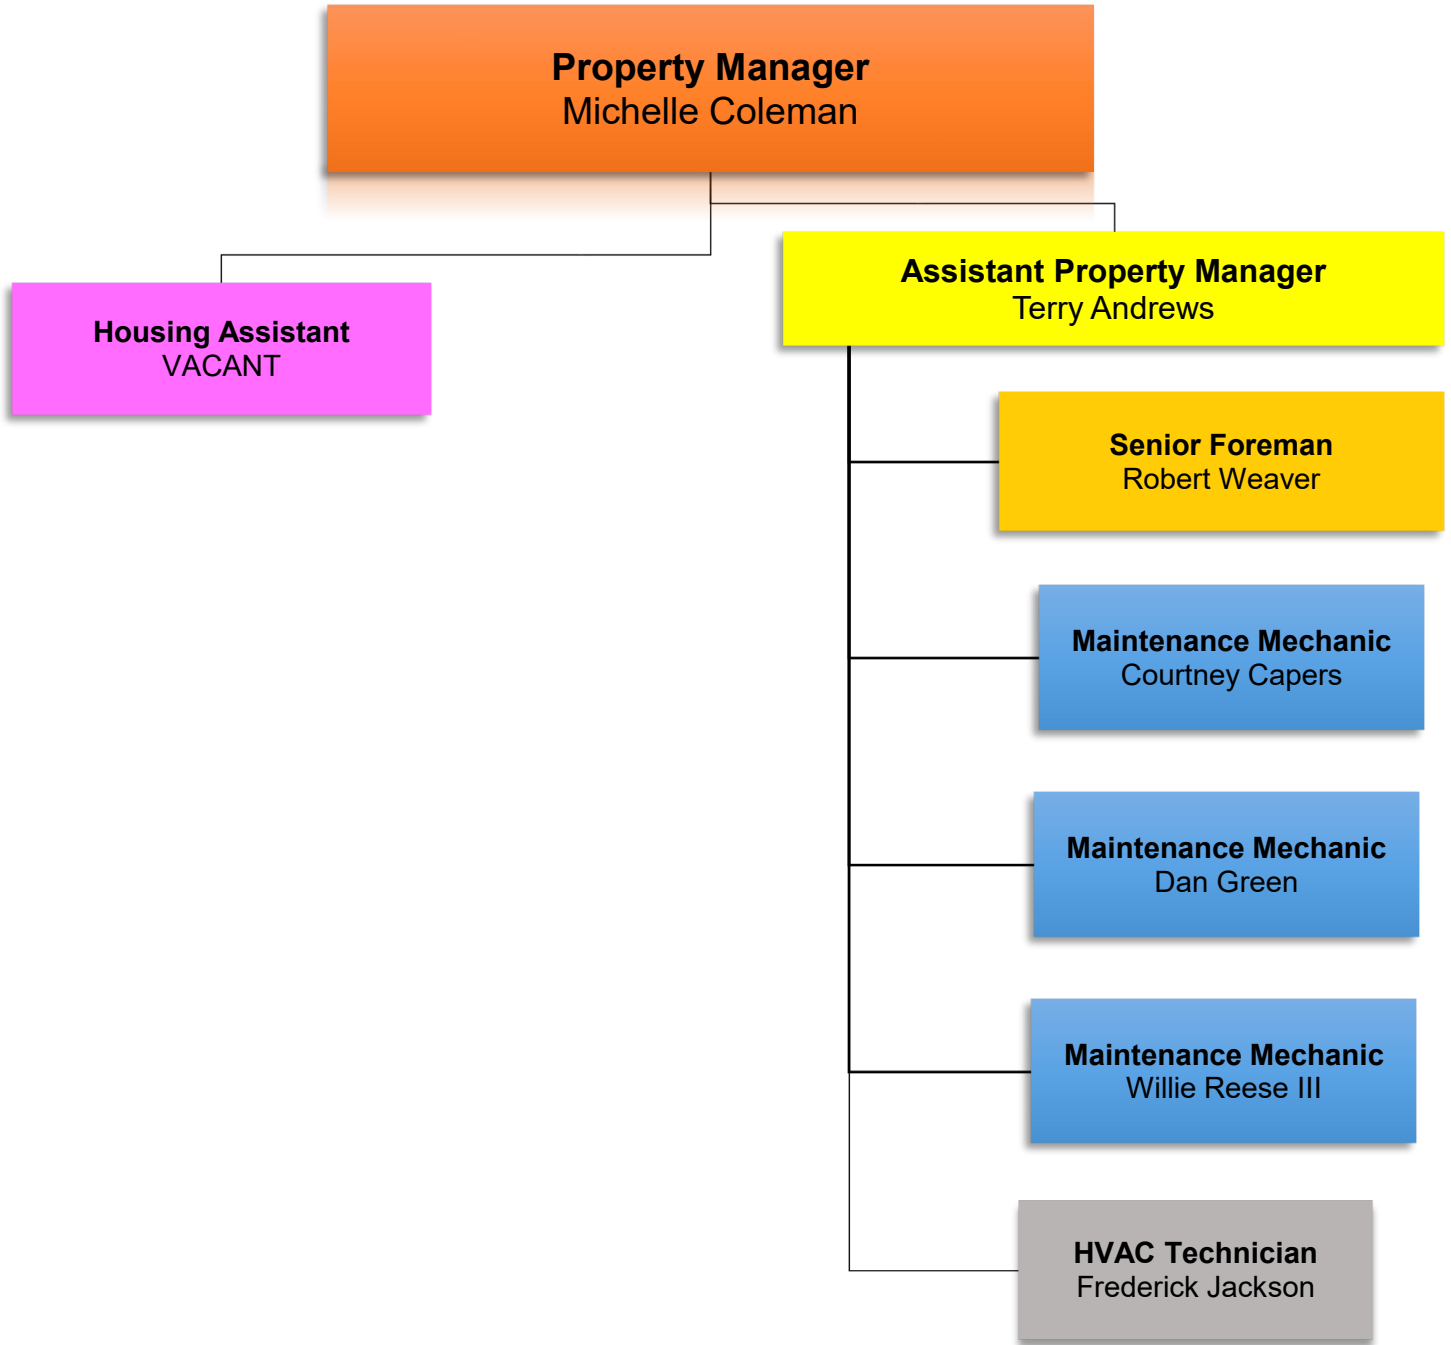 Property Manager
Michelle Coleman
Assistant Property Manager
Terry Andrews
Housing Assistant
VACANT
Senior Foreman
Robert Weaver
Maintenance Mechanic
Courtney Capers
Maintenance Mechanic
Dan Green
Maintenance Mechanic
Willie Reese III
HVAC Technician
Frederick Jackson